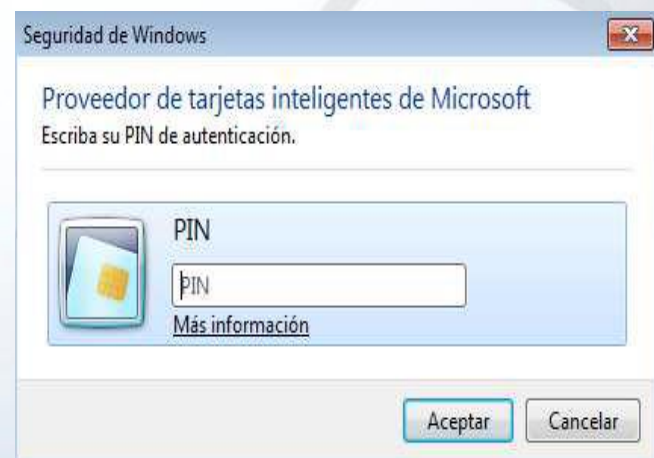 Seguridad de Windows
Proveedor de tarjetas inteligentes de Microsoft
Escriba su PIN de autenticación.
PIN
PIN
Más información
Aceptar
Cancelar